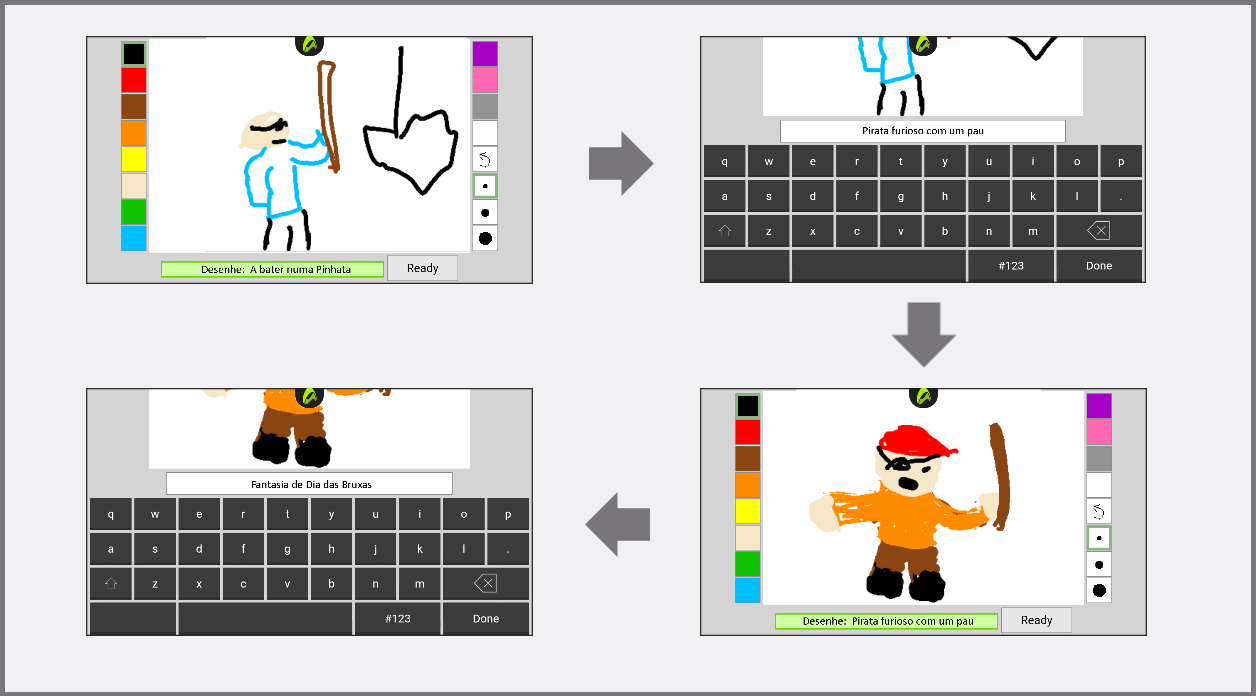 Desenhe: A bater numa Pinhata
Ready
Pirata furioso com um pau
q w e r t y u i o p
a s d f g h j k l .
z x c v b n m
#123 Done
Desenhe: Pirata furioso com um pau
Ready
Fantasia de Dia das Bruxas
q w e r t y u i o p
a s d f g h j k l .
z x c v b n m
#123 Done